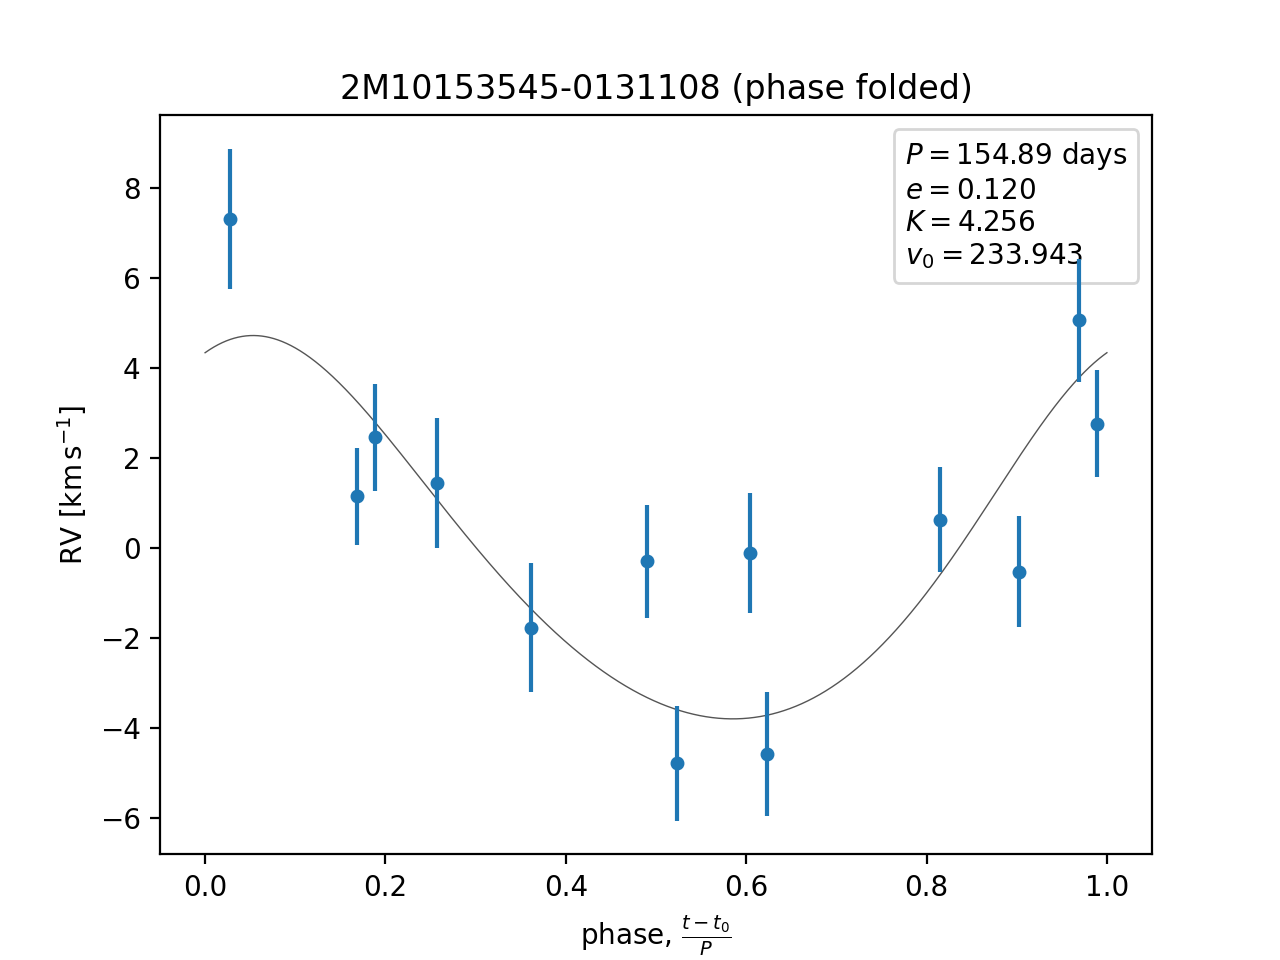 2M10153545-0131108 (phase folded)
P = 154.89 days
e = 0.120
K = 4.256
v₀ = 233.943
RV [km s⁻¹]
8
6
4
2
0
−2
−4
−6
0.0 0.2 0.4 0.6 0.8 1.0
phase, (t − t₀)/P